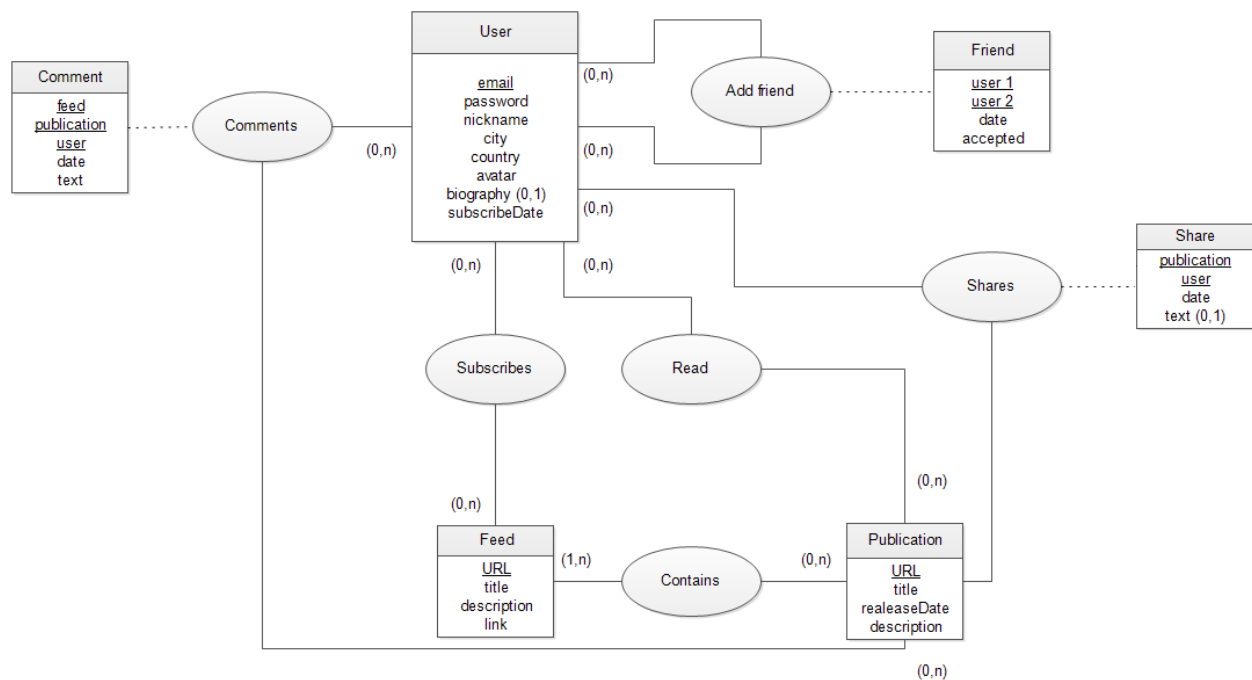 User
email
password
nickname
city
country
avatar
biography (0,1)
subscribeDate
Comment
feed
publication
user
date
text
Comments
(0,n)
(0,n)
(0,n)
(0,n)
(0,n)
(0,n)
Add friend
Friend
user 1
user 2
date
accepted
Share
publication
user
date
text (0,1)
Shares
Subscribes
Read
(0,n)
(0,n)
Feed
URL
title
description
link
(1,n)
Contains
(0,n)
Publication
URL
title
realeaseDate
description
(0,n)